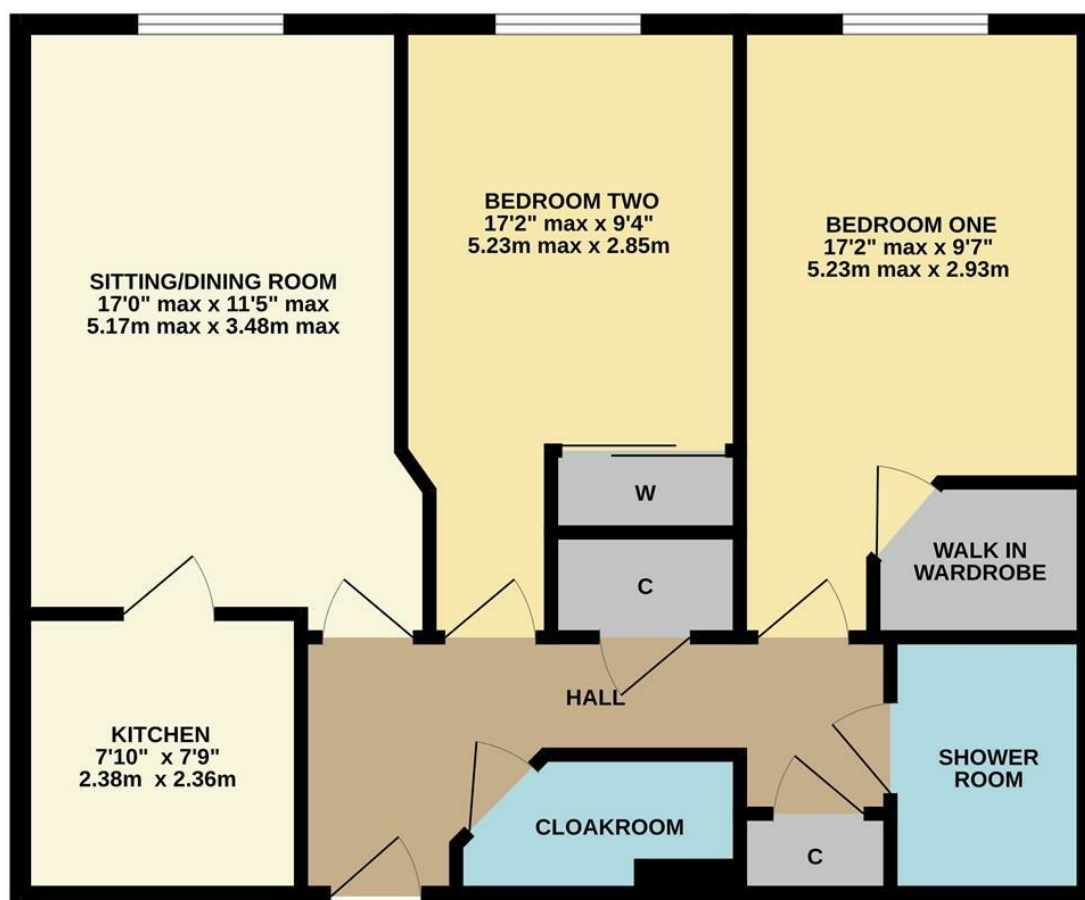 SITTING/DINING ROOM
17'0" max x 11'5" max
5.17m max x 3.48m max
BEDROOM TWO
17'2" max x 9'4"
5.23m max x 2.85m
BEDROOM ONE
17'2" max x 9'7"
5.23m max x 2.93m
W
C
WALK IN
WARDROBE
HALL
KITCHEN
7'10" x 7'9"
2.38m x 2.36m
CLOAKROOM
SHOWER
ROOM
C